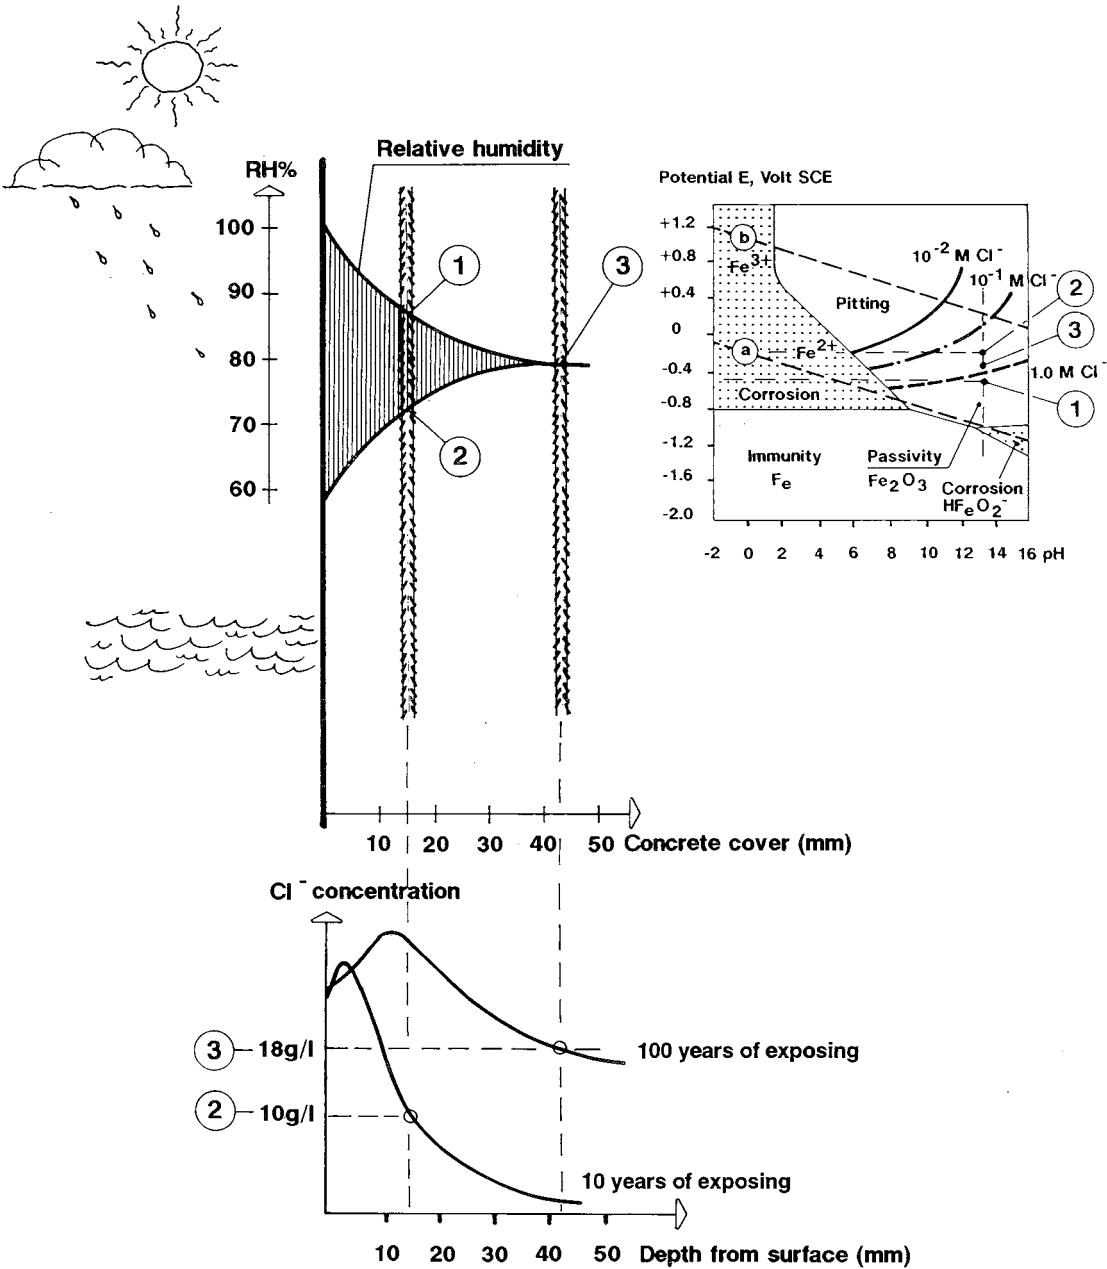 Relative humidity
RH%
100
90
80
70
60
1
2
3
10 20 30 40 50 Concrete cover (mm)
Potential E, Volt SCE
+1.2
+0.8
+0.4
0
-0.4
-0.8
-1.2
-1.6
-2.0
b
Fe3+
10-2 M Cl-
10-1 M Cl-
Pitting
2
a
Fe2+
3
1.0 M Cl-
Corrosion
1
Immunity
Fe
Passivity
Fe2O3
Corrosion
HFeO2-
-2 0 2 4 6 8 10 12 14 16 pH
Cl- concentration
3 18g/l
100 years of exposing
2 10g/l
10 years of exposing
10 20 30 40 50 Depth from surface (mm)